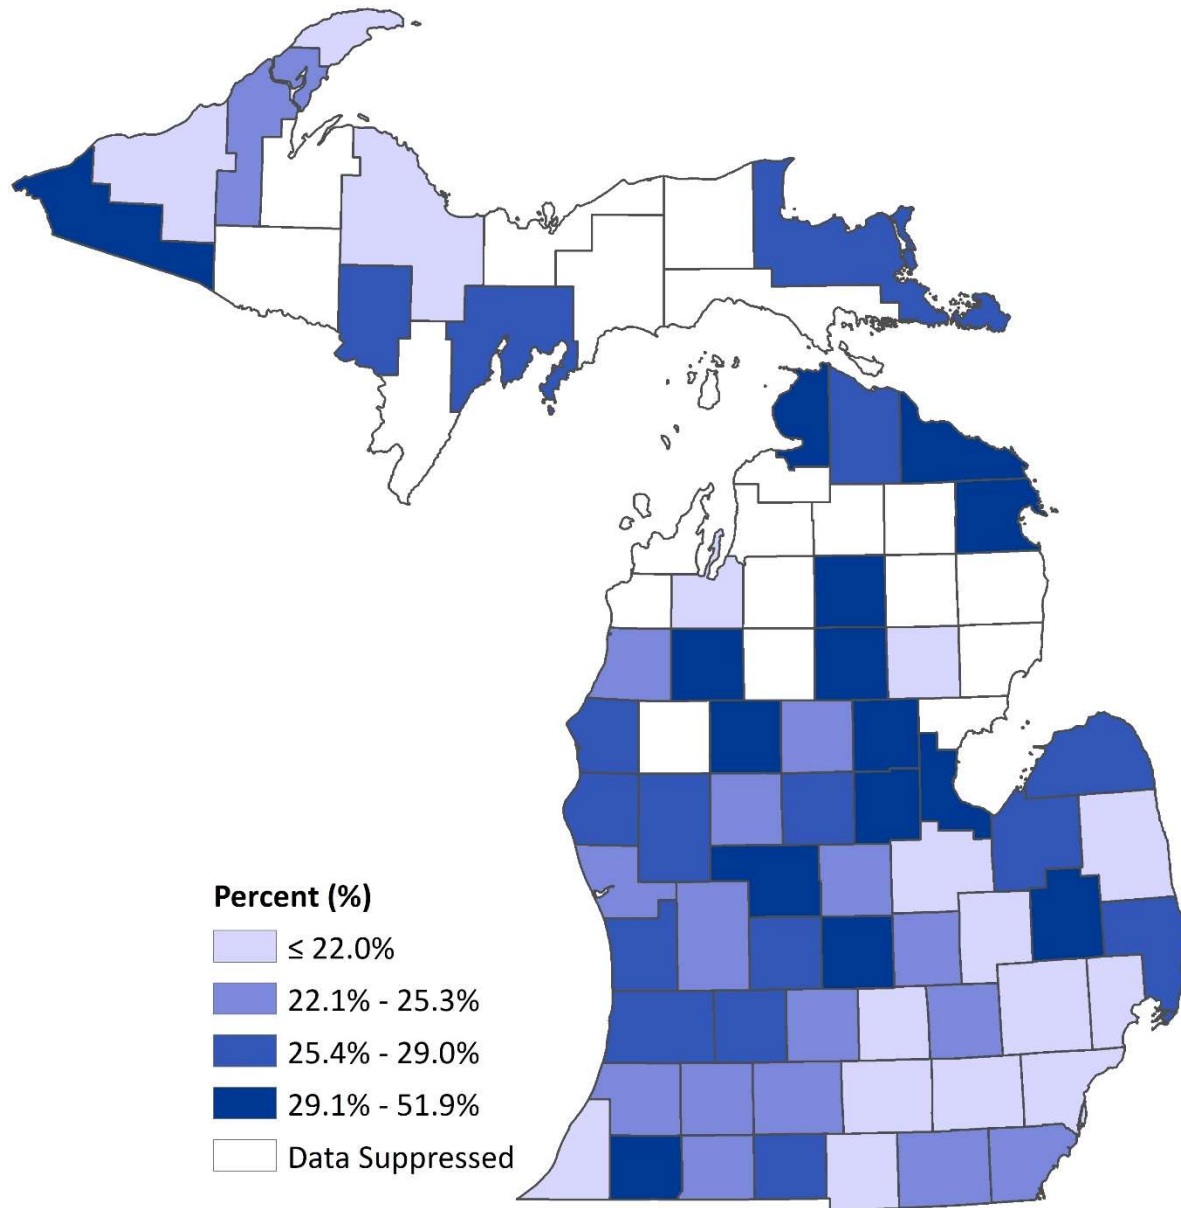 Percent (%)
≤ 22.0%
22.1% - 25.3%
25.4% - 29.0%
29.1% - 51.9%
Data Suppressed